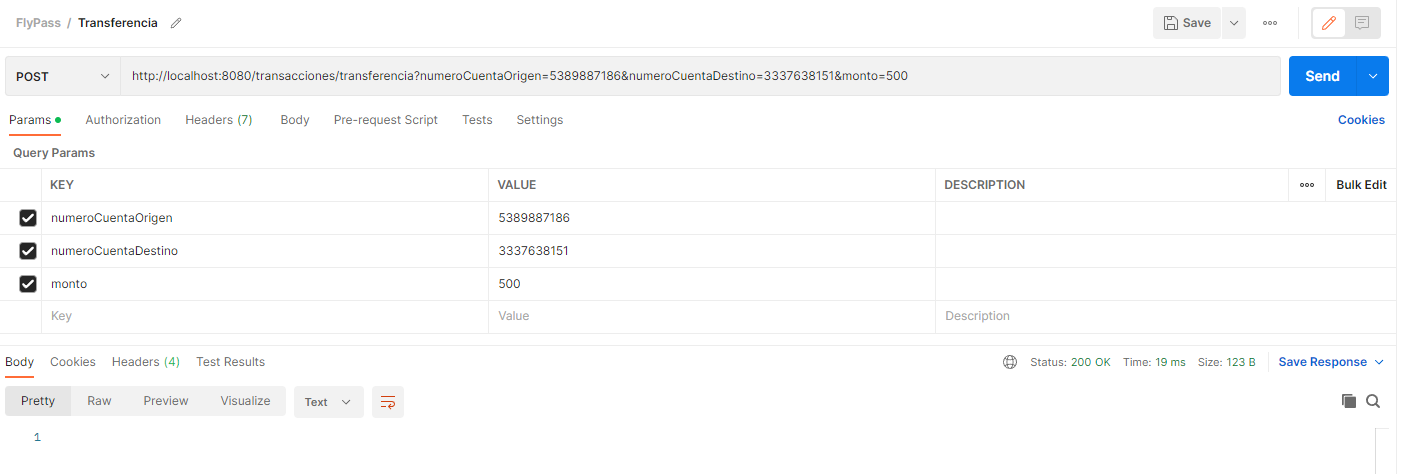 FlyPass / Transferencia
Save
POST
http://localhost:8080/transacciones/transferencia?numeroCuentaOrigen=5389887186&numeroCuentaDestino=3337638151&monto=500
Send
Params Authorization Headers (7) Body Pre-request Script Tests Settings Cookies
Query Params
KEY VALUE DESCRIPTION Bulk Edit
numeroCuentaOrigen 5389887186
numeroCuentaDestino 3337638151
monto 500
Key Value Description
Body Cookies Headers (4) Test Results Status: 200 OK Time: 19 ms Size: 123 B Save Response
Pretty Raw Preview Visualize Text
1